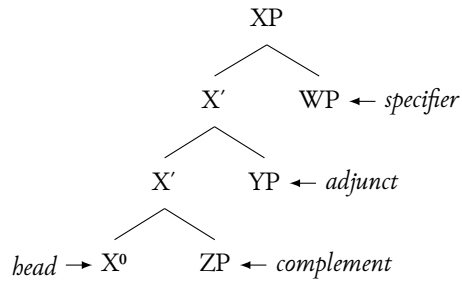 XP
X′ WP ← specifier
X′ YP ← adjunct
head → X⁰ ZP ← complement